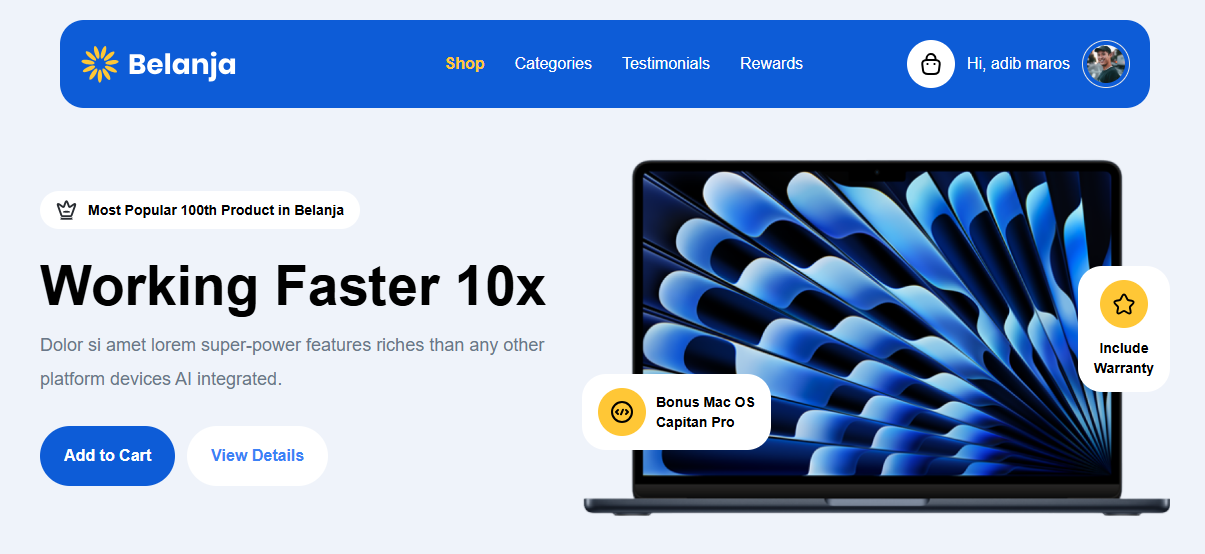 Belanja
Shop
Categories
Testimonials
Rewards
Hi, adib maros
Most Popular 100th Product in Belanja
Working Faster 10x
Dolor si amet lorem super-power features riches than any other
platform devices AI integrated.
Add to Cart
View Details
Bonus Mac OS
Capitan Pro
Include
Warranty